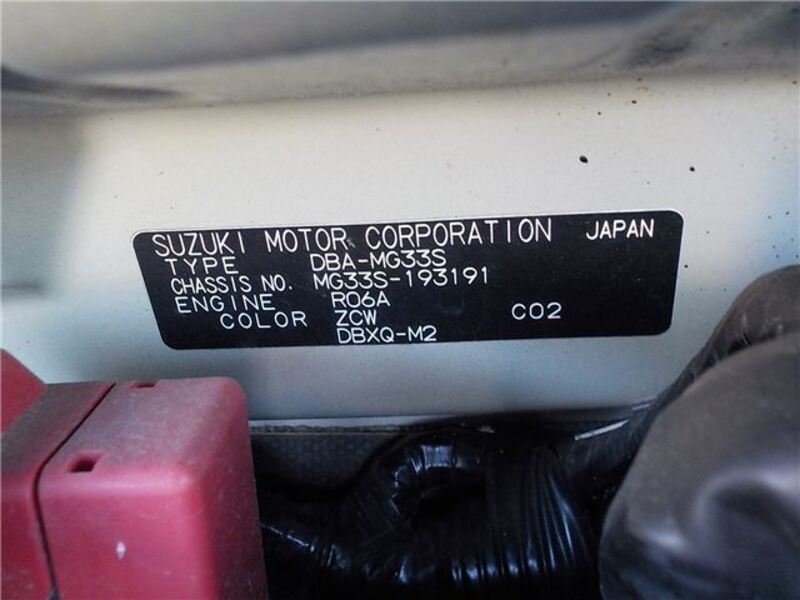 SUZUKI MOTOR CORPORATION JAPAN
TYPE DBA-MG33S
CHASSIS NO. MG33S-193191
ENGINE R06A
COLOR ZCW C02
DBXQ-M2